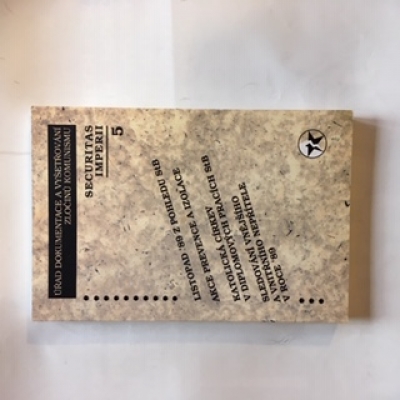 ÚŘAD DOKUMENTACE A VYŠETŘOVÁNÍ
ZLOČINŮ KOMUNISMU
SECURITAS
IMPERII
5
LISTOPAD '89 Z POHLEDU StB
AKCE PREVENCE A IZOLACE
KATOLICKÁ CÍRKEV
V DIPLOMOVÝCH PRACÍCH StB
SLEDOVÁNÍ VNĚJŠÍHO
A VNITŘNÍHO NEPŘÍTELE
V ROCE '89